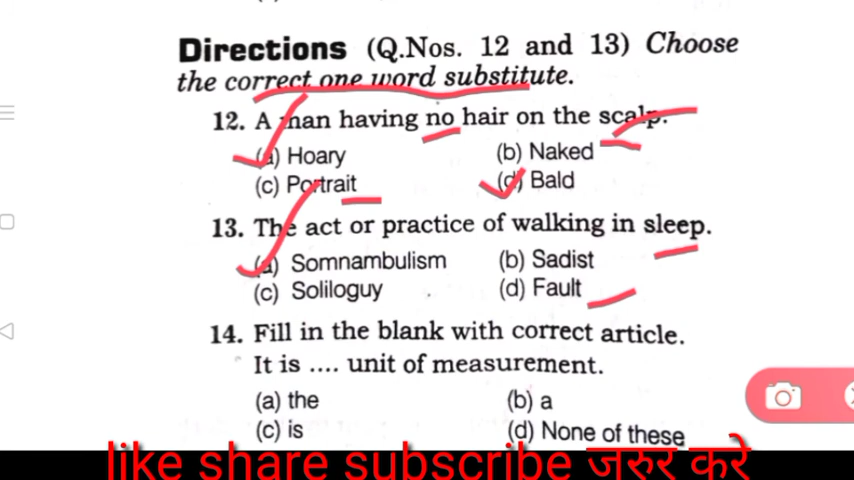 Directions (Q.Nos. 12 and 13) Choose
the correct one word substitute.
12. A man having no hair on the scalp.
(a) Hoary (b) Naked
(c) Portrait (d) Bald
13. The act or practice of walking in sleep.
(a) Somnambulism (b) Sadist
(c) Soliloguy (d) Fault
14. Fill in the blank with correct article.
It is .... unit of measurement.
(a) the (b) a
(c) is (d) None of these
like share subscribe जरुर करे